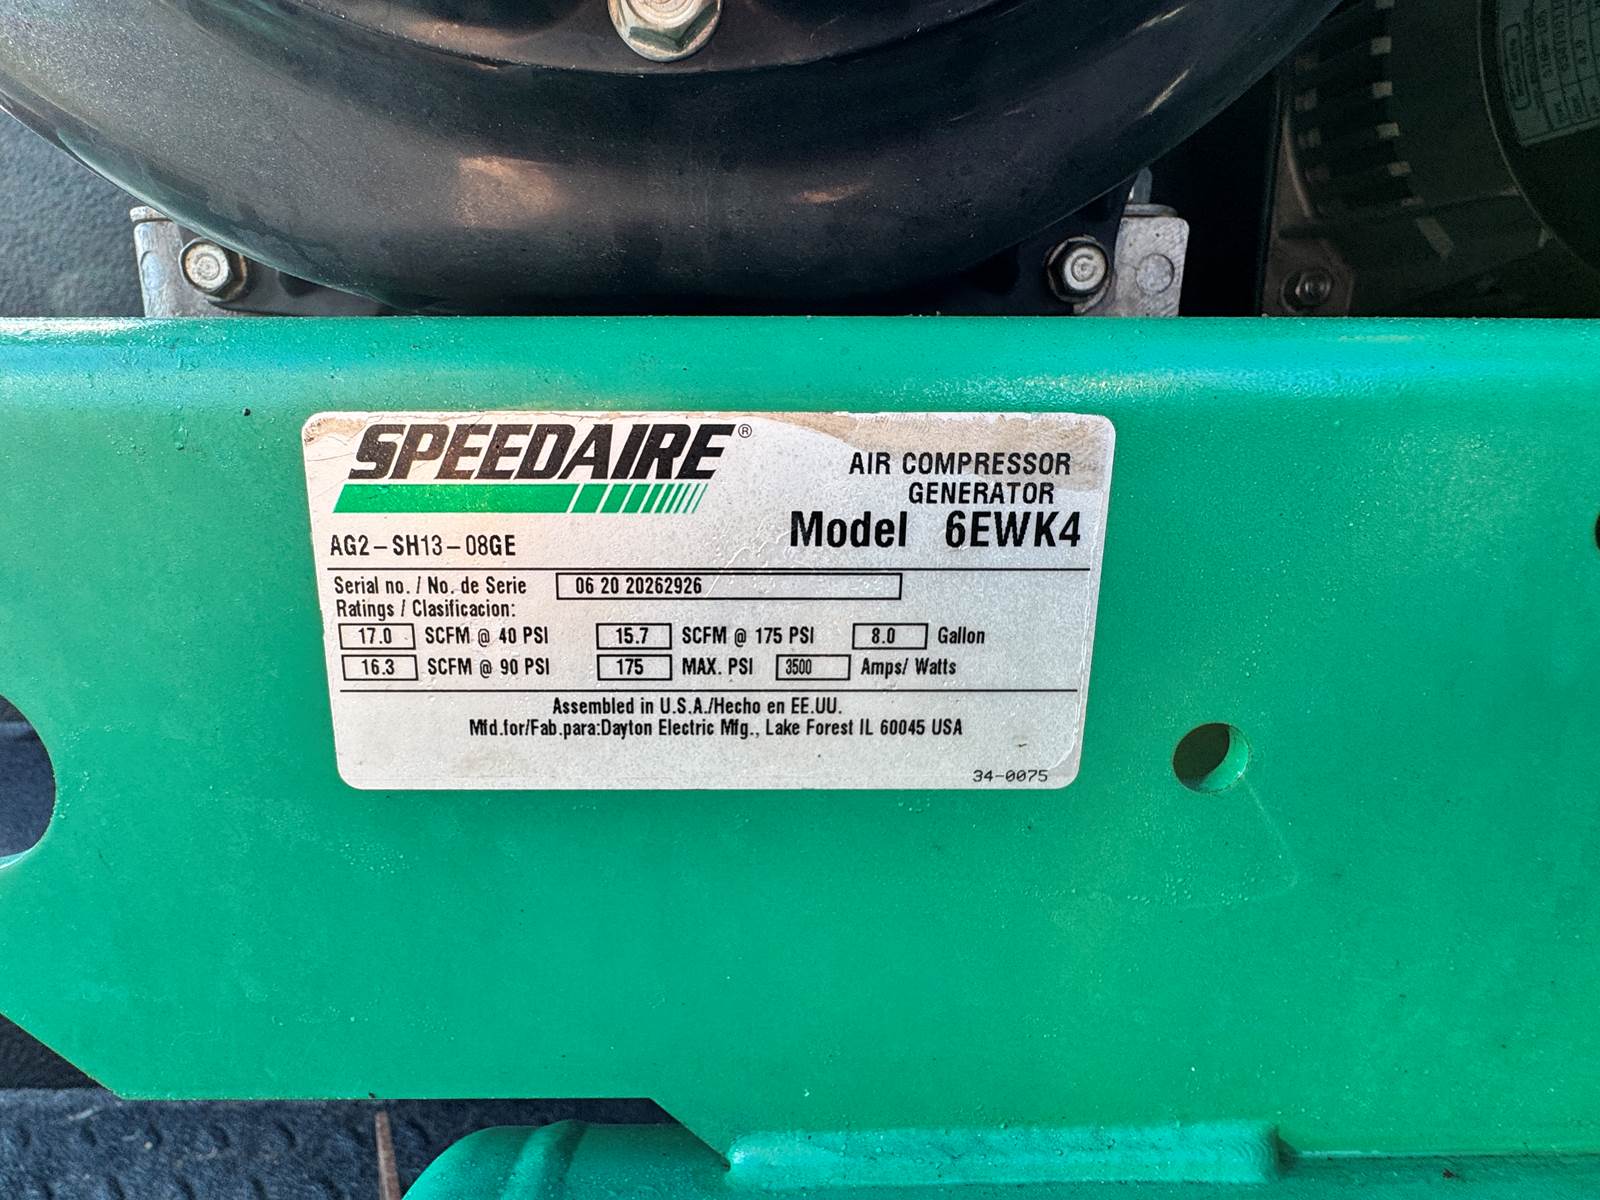 SPEEDAIRE®
AIR COMPRESSOR
GENERATOR
AG2-SH13-08GE
Model 6EWK4
Serial no. / No. de Serie 06 20 20262926
Ratings / Clasificacion:
17.0 SCFM @ 40 PSI 15.7 SCFM @ 175 PSI 8.0 Gallon
16.3 SCFM @ 90 PSI 175 MAX. PSI 3500 Amps/ Watts
Assembled in U.S.A./Hecho en EE.UU.
Mfd.for/Fab.para:Dayton Electric Mfg., Lake Forest IL 60045 USA
34-0075